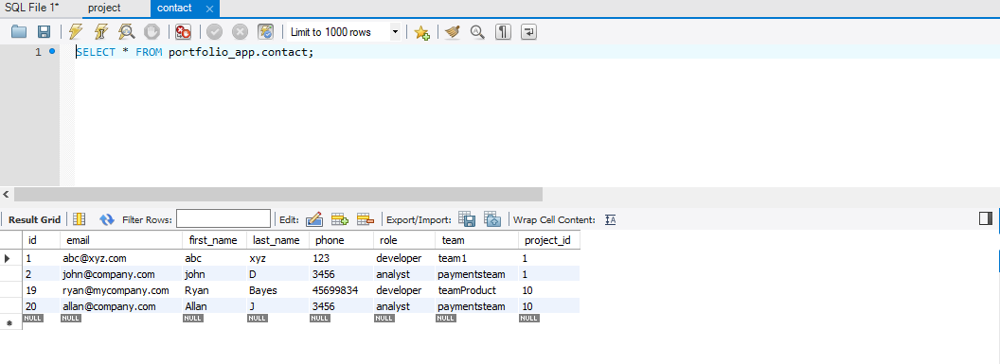 SQL File 1* project contact
Limit to 1000 rows
1 SELECT * FROM portfolio_app.contact;
Result Grid Filter Rows: Edit: Export/Import: Wrap Cell Content:
id email first_name last_name phone role team project_id
1 abc@xyz.com abc xyz 123 developer team1 1
2 john@company.com john D 3456 analyst paymentsteam 1
19 ryan@mycompany.com Ryan Bayes 45699834 developer teamProduct 10
20 allan@company.com Allan J 3456 analyst paymentsteam 10
NULL NULL NULL NULL NULL NULL NULL NULL